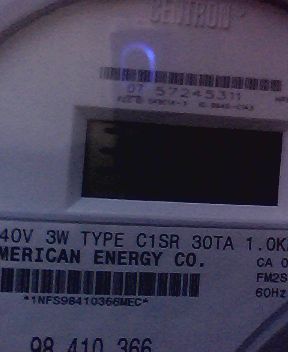 CENTRON
07 57245311
40V 3W TYPE C1SR 30TA 1.0K
MERICAN ENERGY CO.
CA 0
FM2S
60Hz
*1NFS98410366MEC*
98 410 366